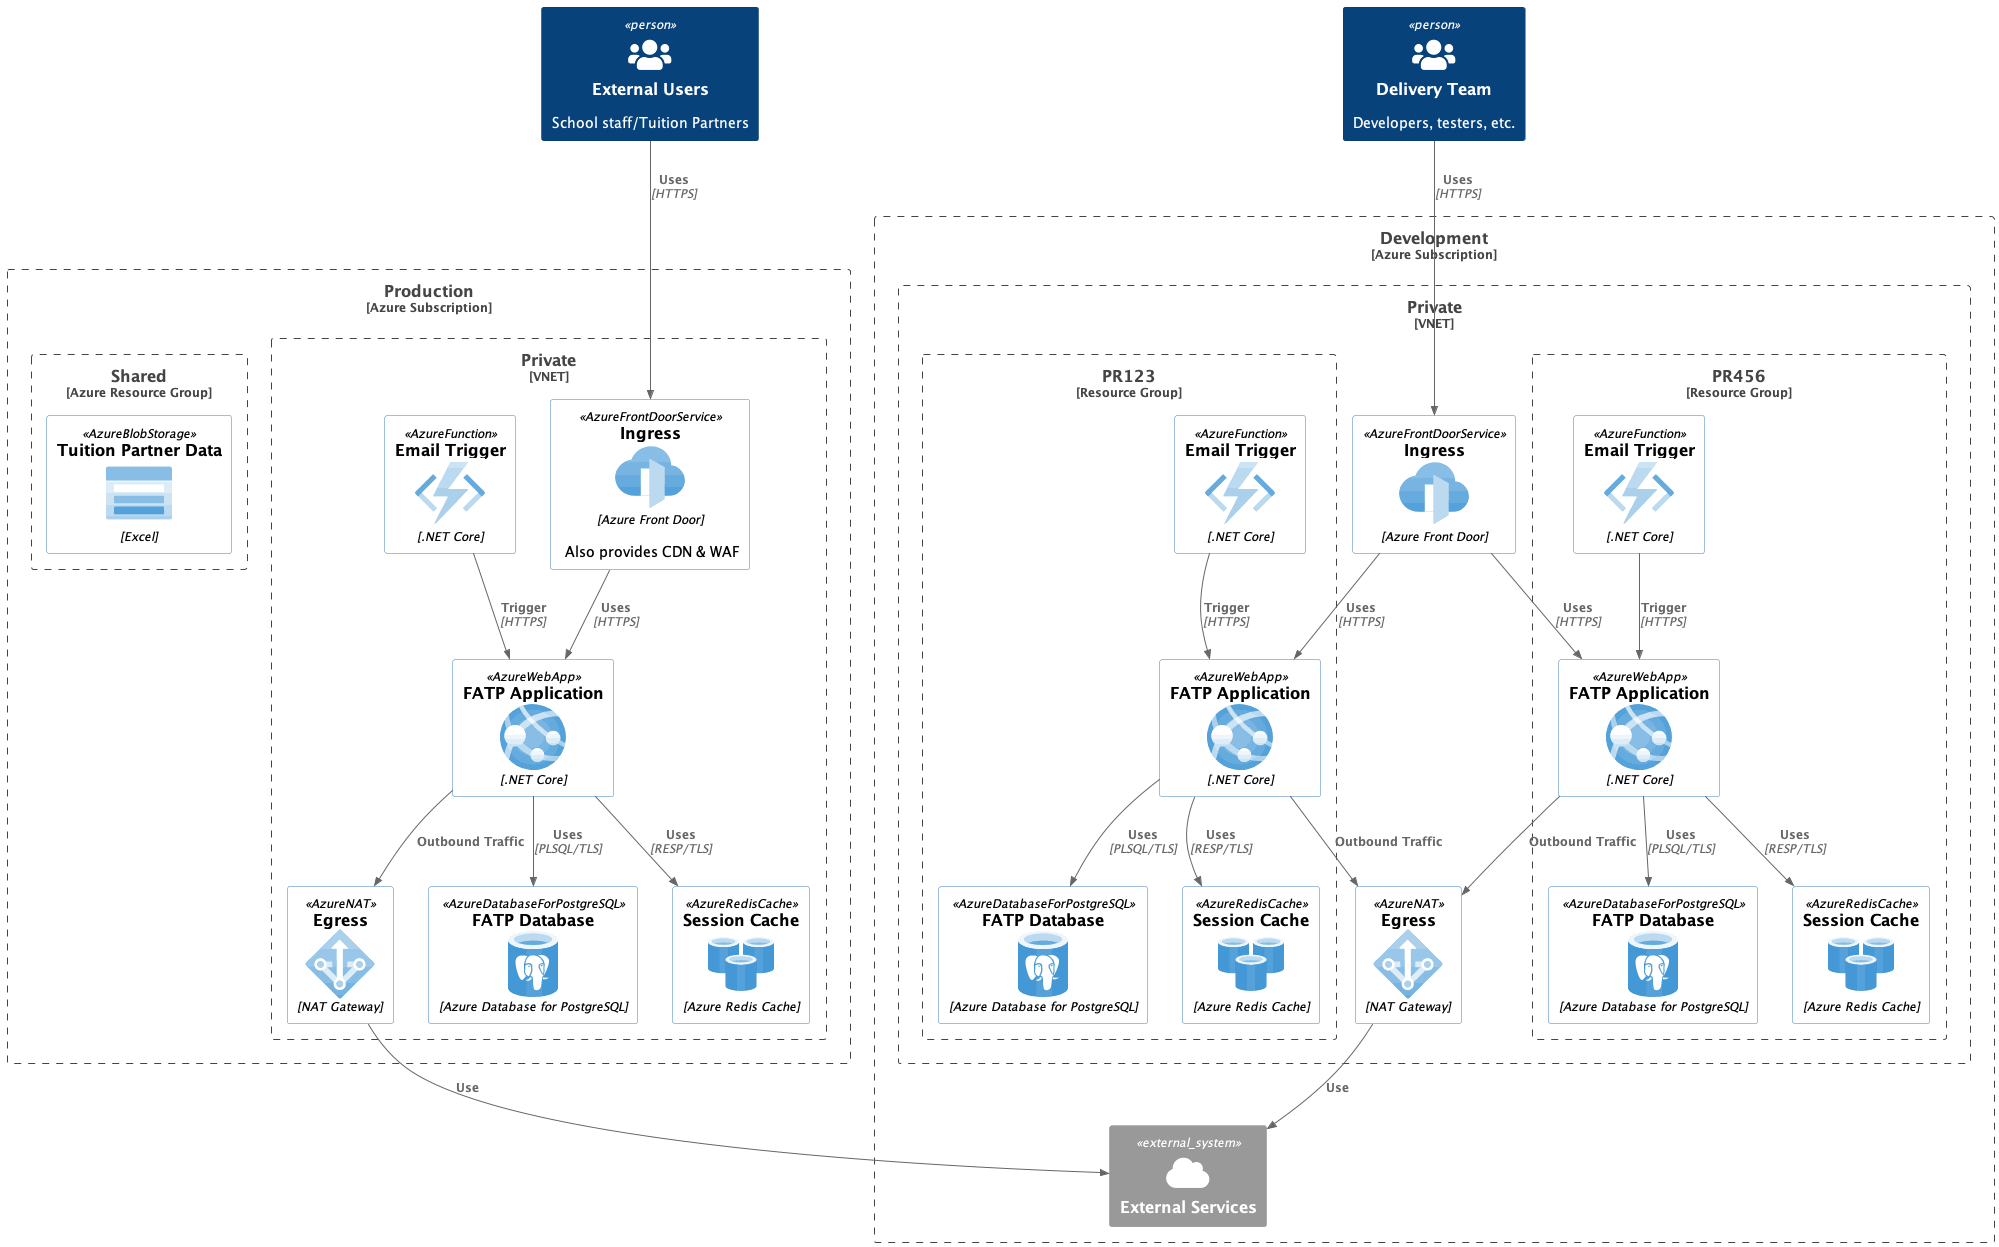 «person»
External Users
School staff/Tuition Partners
«person»
Delivery Team
Developers, testers, etc.
Uses
[HTTPS]
Uses
[HTTPS]
Production
[Azure Subscription]
Shared
[Azure Resource Group]
«AzureBlobStorage»
Tuition Partner Data
[Excel]
Private
[VNET]
«AzureFunction»
Email Trigger
[.NET Core]
«AzureFrontDoorService»
Ingress
[Azure Front Door]
Also provides CDN & WAF
Trigger
[HTTPS]
Uses
[HTTPS]
«AzureWebApp»
FATP Application
[.NET Core]
Outbound Traffic
Uses
[PLSQL/TLS]
Uses
[RESP/TLS]
«AzureNAT»
Egress
[NAT Gateway]
«AzureDatabaseForPostgreSQL»
FATP Database
[Azure Database for PostgreSQL]
«AzureRedisCache»
Session Cache
[Azure Redis Cache]
Use
Development
[Azure Subscription]
Private
[VNET]
PR123
[Resource Group]
«AzureFunction»
Email Trigger
[.NET Core]
«AzureFrontDoorService»
Ingress
[Azure Front Door]
PR456
[Resource Group]
«AzureFunction»
Email Trigger
[.NET Core]
Trigger
[HTTPS]
Uses
[HTTPS]
Uses
[HTTPS]
Trigger
[HTTPS]
«AzureWebApp»
FATP Application
[.NET Core]
«AzureWebApp»
FATP Application
[.NET Core]
Uses
[PLSQL/TLS]
Uses
[RESP/TLS]
Outbound Traffic
Outbound Traffic
Uses
[PLSQL/TLS]
Uses
[RESP/TLS]
«AzureDatabaseForPostgreSQL»
FATP Database
[Azure Database for PostgreSQL]
«AzureRedisCache»
Session Cache
[Azure Redis Cache]
«AzureNAT»
Egress
[NAT Gateway]
«AzureDatabaseForPostgreSQL»
FATP Database
[Azure Database for PostgreSQL]
«AzureRedisCache»
Session Cache
[Azure Redis Cache]
Use
«external_system»
External Services